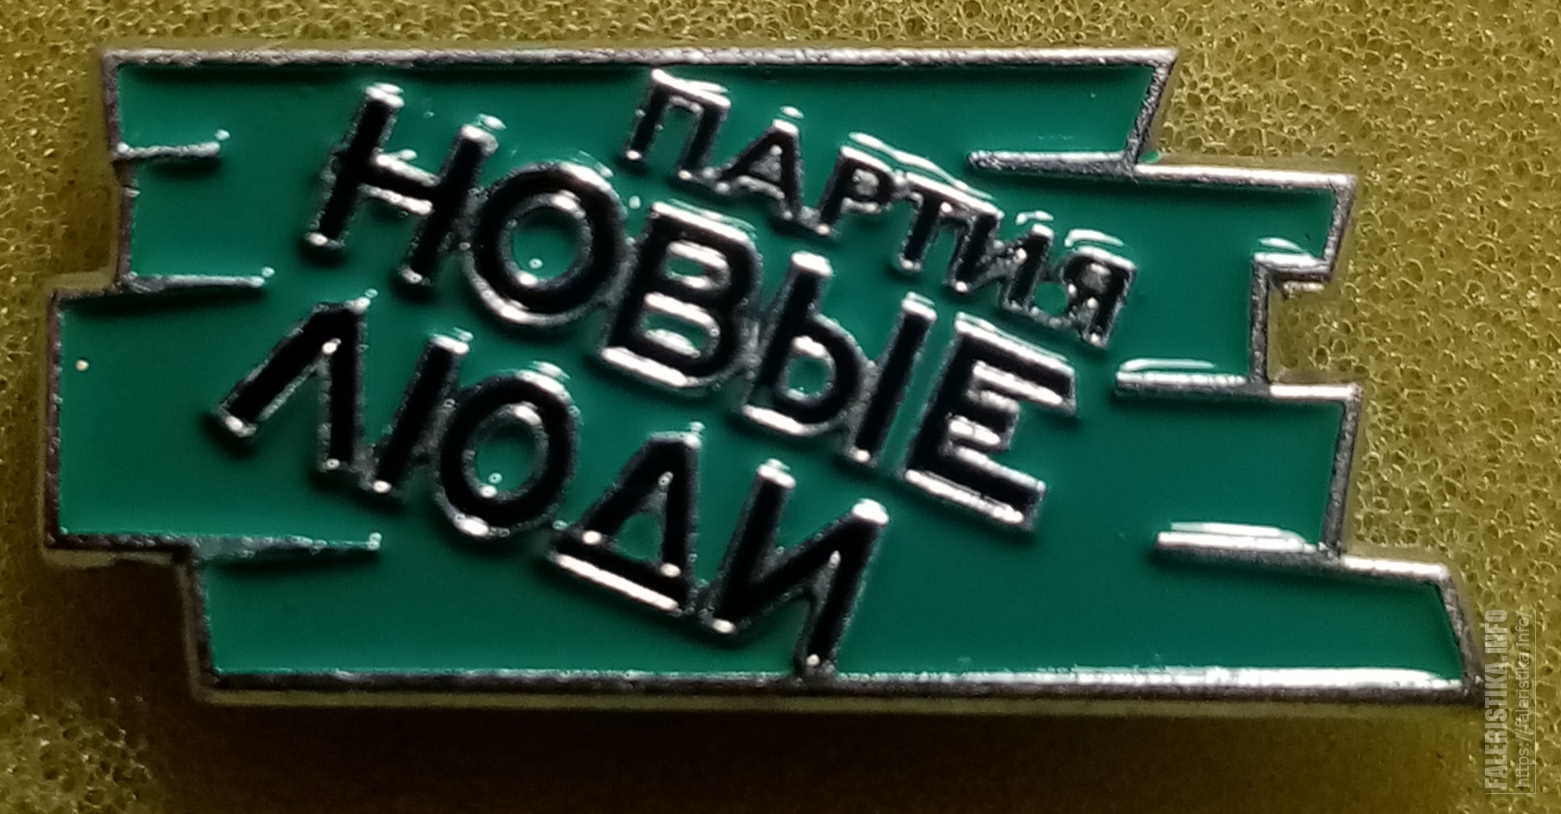 ПАРТИЯ
НОВЫЕ
ЛЮДИ
FALERISTIKA.INFO
https://faleristika.info/